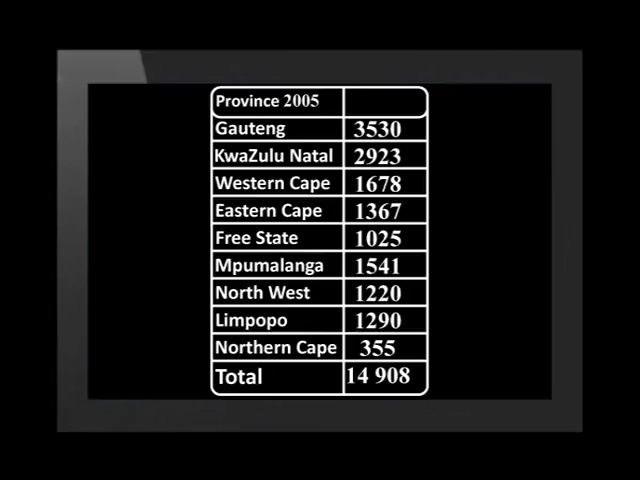 Province 2005
Gauteng 3530
KwaZulu Natal 2923
Western Cape 1678
Eastern Cape 1367
Free State 1025
Mpumalanga 1541
North West 1220
Limpopo 1290
Northern Cape 355
Total 14 908